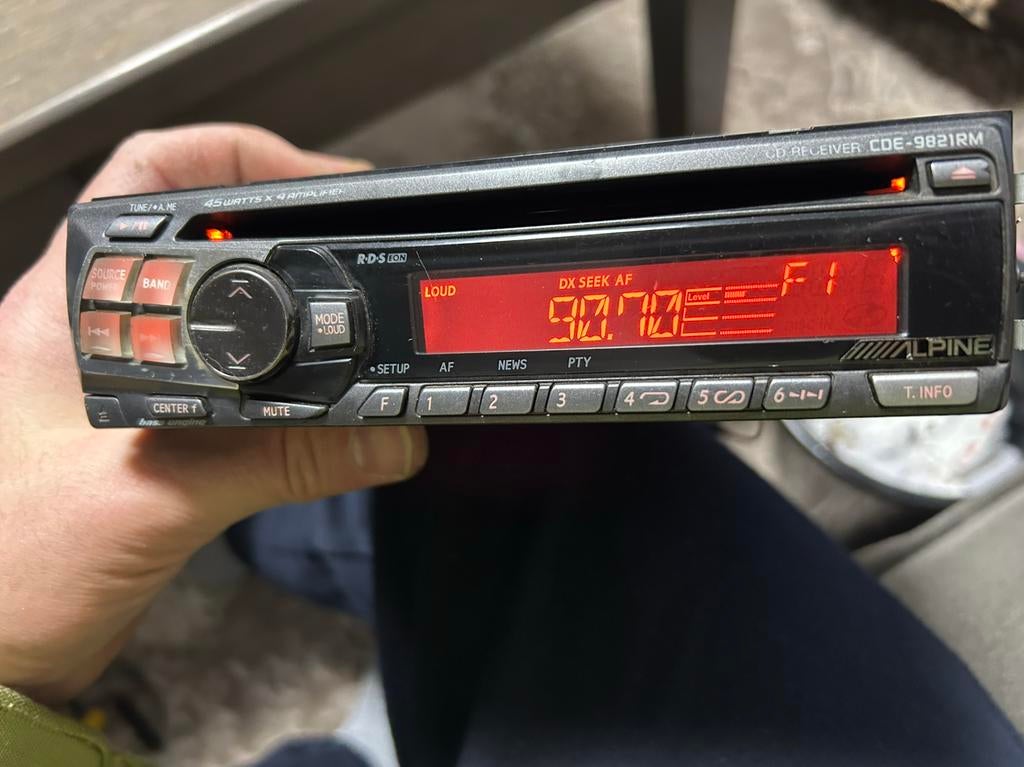 CD RECEIVER CDE-9821RM
45 WATTS X 4 AMPLIFIER
TUNE/•A.ME
R·D·S EON
SOURCE
POWER
BAND
LOUD
DX SEEK AF
F1
90.70
Level
MODE
•LOUD
ALPINE
•SETUP AF NEWS PTY
F 1 2 3 4 5 6
T. INFO
CENTER f
MUTE
bass engine